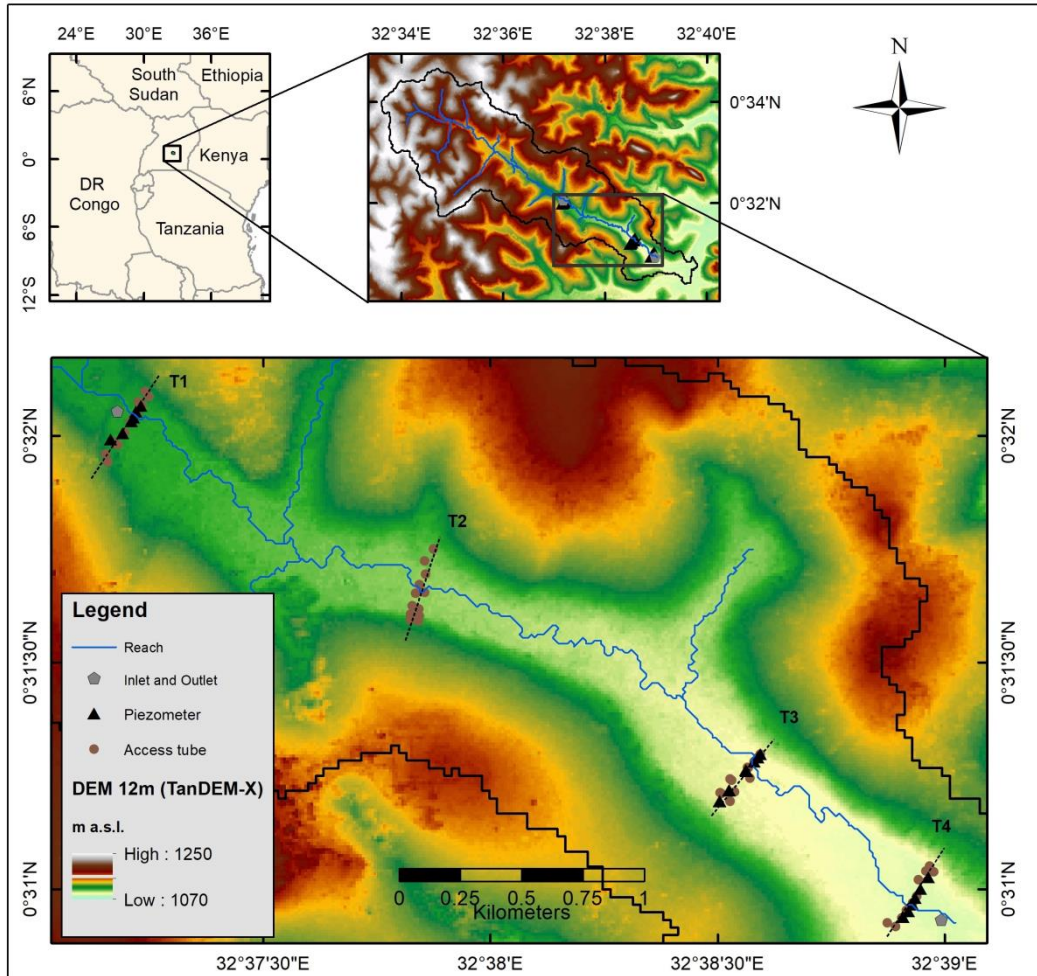 24°E 30°E 36°E
6°N
0°
6°S
12°S
South
Sudan
Ethiopia
Kenya
DR
Congo
Tanzania
32°34'E 32°36'E 32°38'E 32°40'E
0°34'N
0°32'N
N
T1
T2
T3
T4
0°32'N
0°31'N
0°32'N
0°31'30"N
0°31'N
Legend
Reach
Inlet and Outlet
Piezometer
Access tube
DEM 12m (TanDEM-X)
m a.s.l.
High : 1250
Low : 1070
0 0.25 0.5 0.75 1
Kilometers
32°37'30"E 32°38'E 32°38'30"E 32°39'E